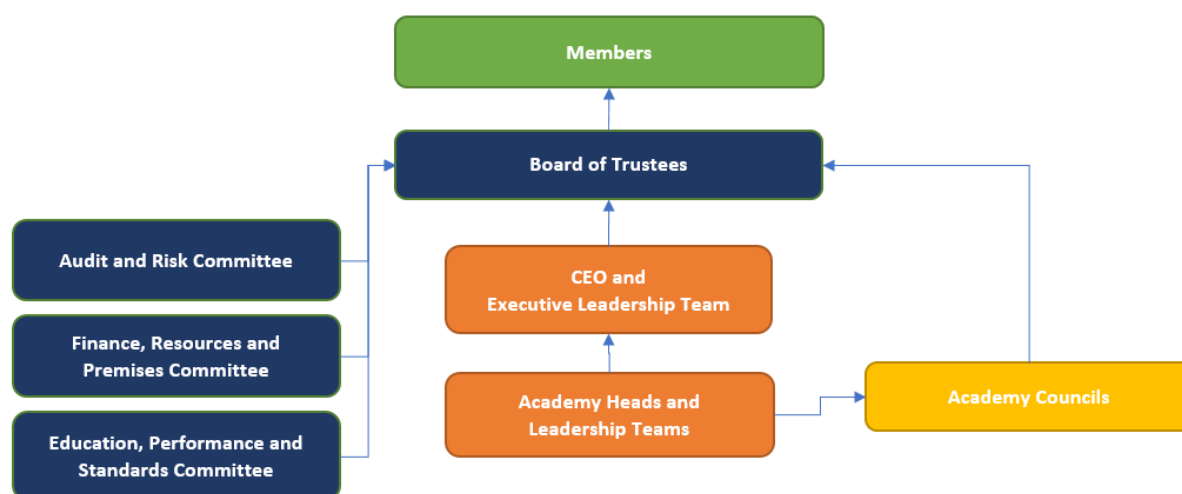 Members
Board of Trustees
Audit and Risk Committee
CEO and
Executive Leadership Team
Finance, Resources and
Premises Committee
Academy Heads and
Leadership Teams
Academy Councils
Education, Performance and
Standards Committee